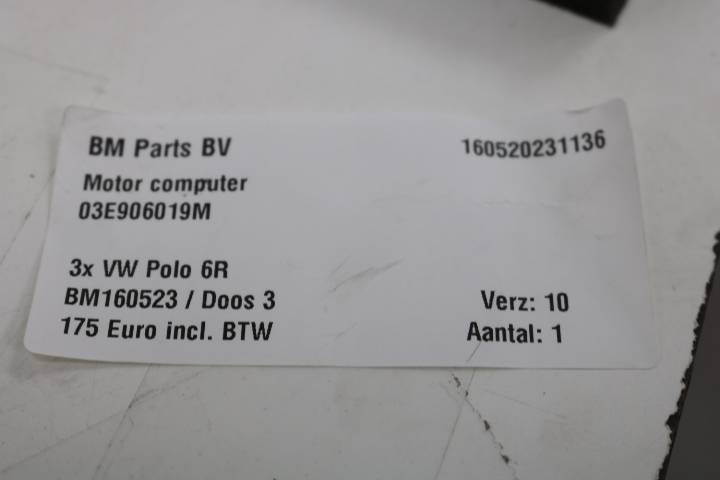 BM Parts BV 160520231136
Motor computer
03E906019M
3x VW Polo 6R
BM160523 / Doos 3 Verz: 10
175 Euro incl. BTW Aantal: 1